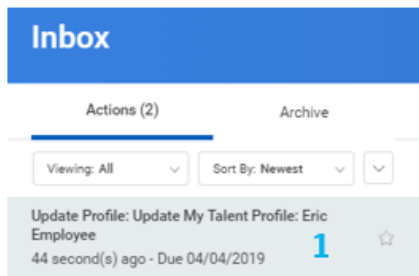 Inbox
Actions (2)
Archive
Viewing: All
Sort By: Newest
Update Profile: Update My Talent Profile: Eric
Employee
44 second(s) ago - Due 04/04/2019
1